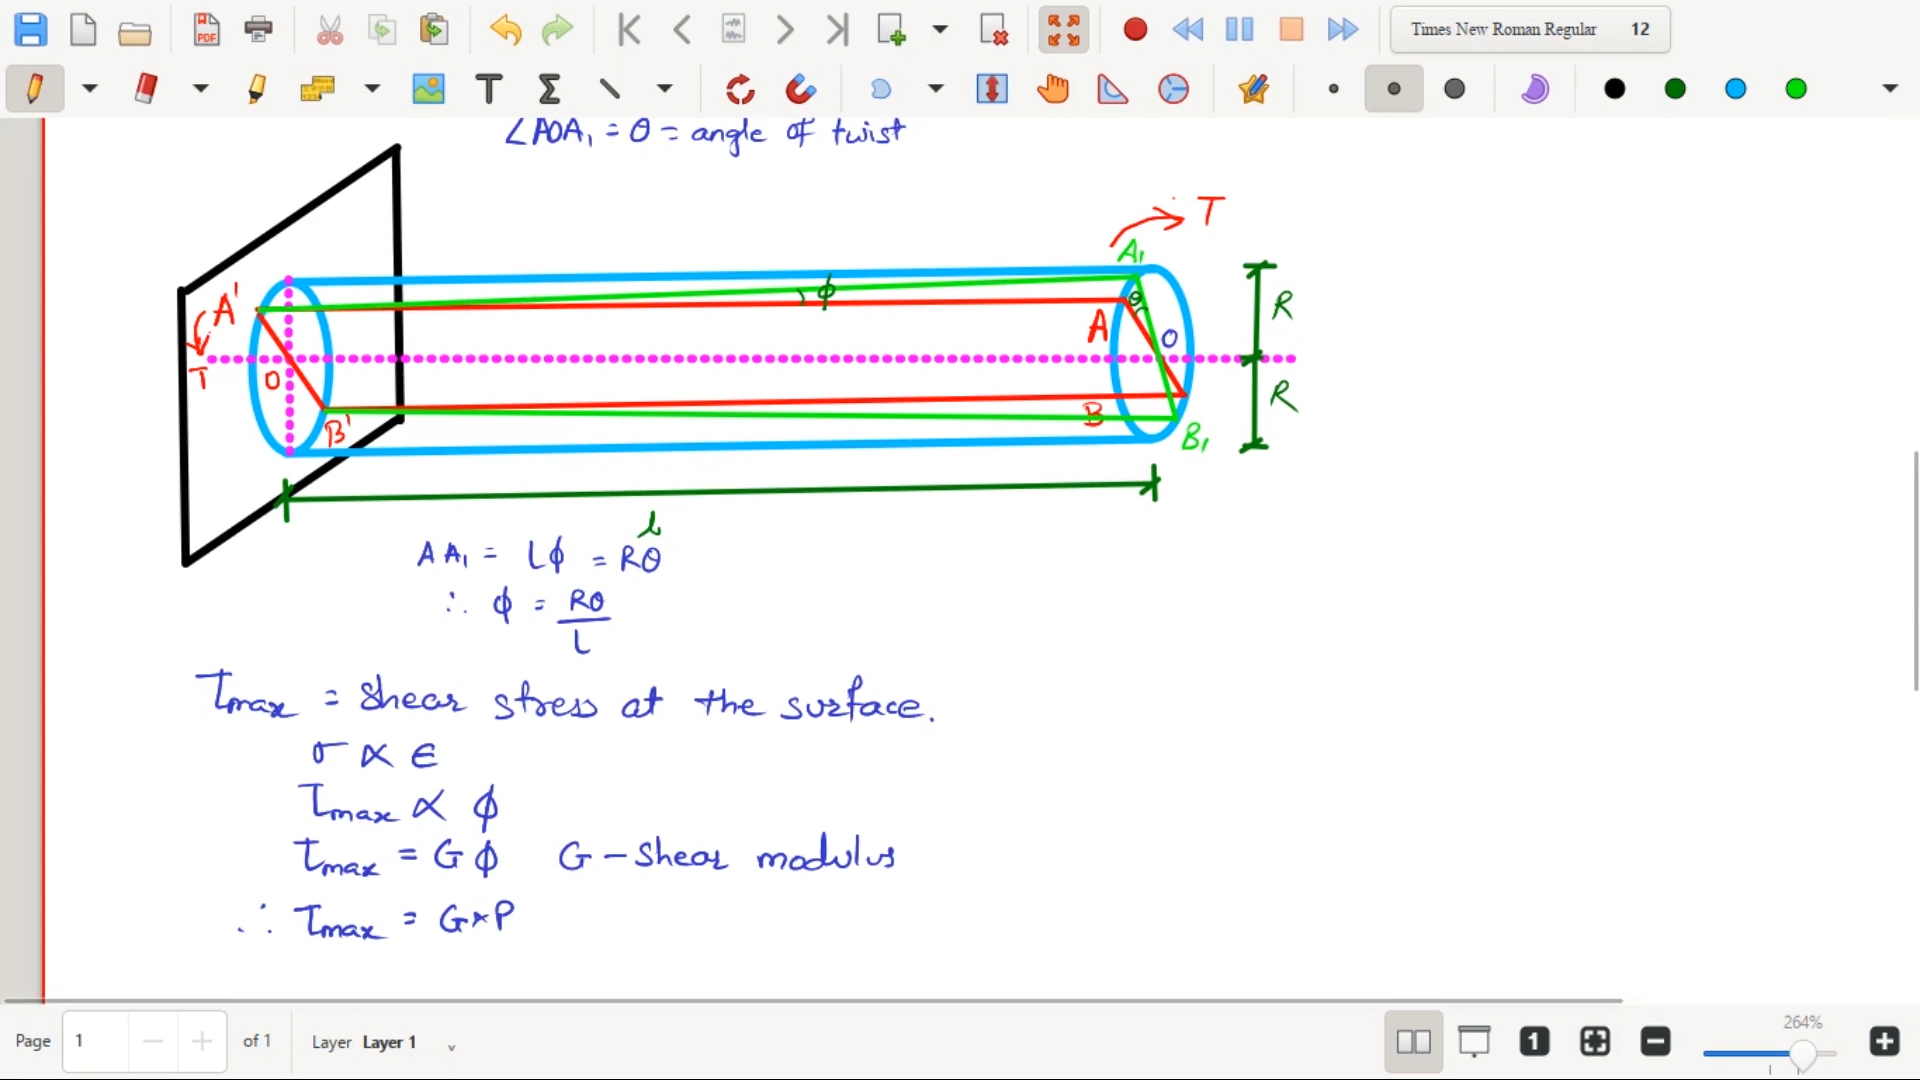 Times New Roman Regular 12
∠AOA₁ = θ = angle of twist
T
A₁
ϕ
θ
R
A'
A
O
T
O
R
B'
B
B₁
l
AA₁ = Lϕ = Rθ
∴ ϕ = Rθ/L
τmax = shear stress at the surface.
σ ∝ ϵ
τmax ∝ ϕ
τmax = Gϕ G – shear modulus
∴ τmax = G×P
Page 1 of 1 Layer Layer 1 264%